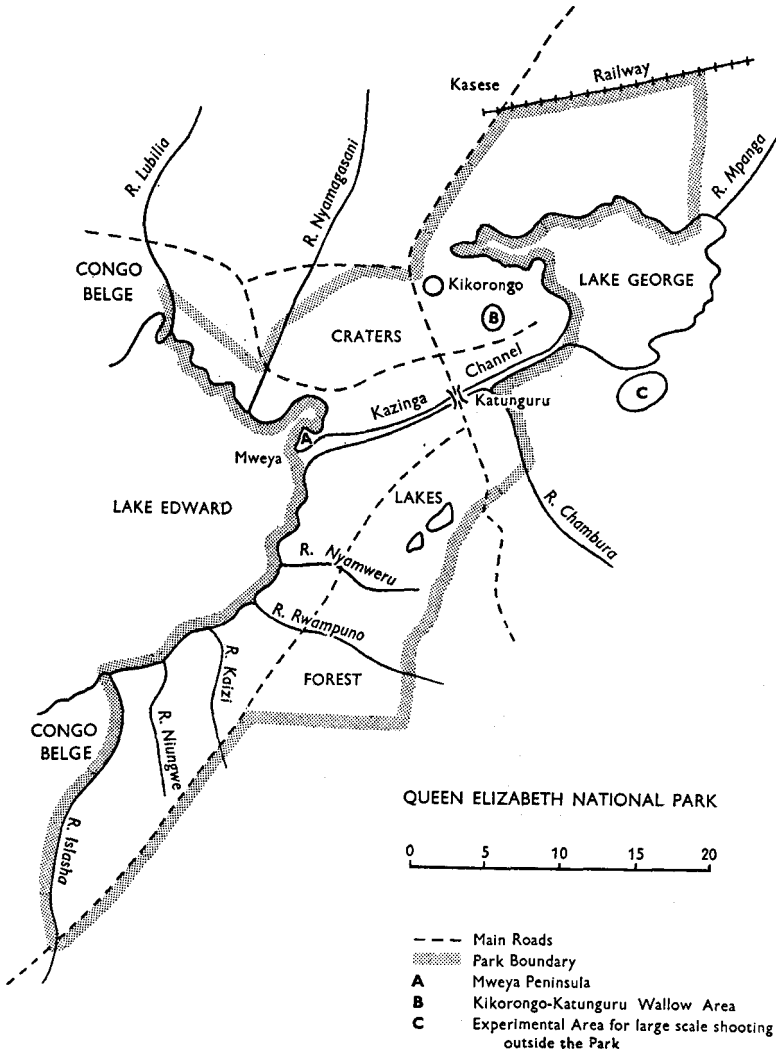 Kasese
Railway
R. Lubilia
R. Nyamagasani
R. Mpanga
CONGO
BELGE
Kikorongo
LAKE GEORGE
B
CRATERS
Channel
C
Kazinga
Katunguru
A
Mweya
LAKES
LAKE EDWARD
R. Chambura
R. Nyamweru
R. Rwampuno
R. Kaizi
FOREST
CONGO
BELGE
R. Niungwe
R. Islasha
QUEEN ELIZABETH NATIONAL PARK
0 5 10 15 20
Main Roads
Park Boundary
A Mweya Peninsula
B Kikorongo-Katunguru Wallow Area
C Experimental Area for large scale shooting
outside the Park